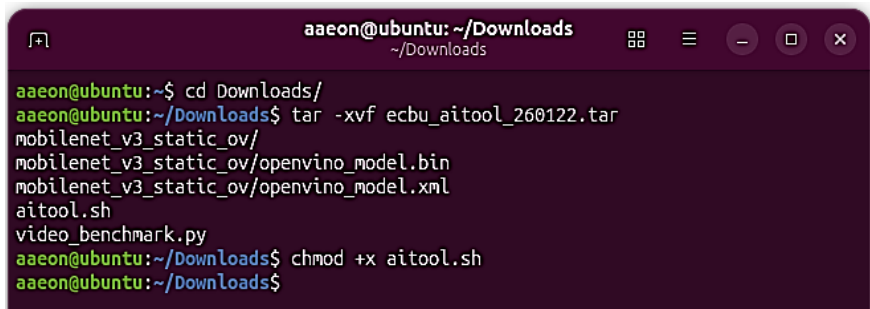 aaeon@ubuntu: ~/Downloads
~/Downloads
aaeon@ubuntu:~$ cd Downloads/
aaeon@ubuntu:~/Downloads$ tar -xvf ecbu_aitool_260122.tar
mobilenet_v3_static_ov/
mobilenet_v3_static_ov/openvino_model.bin
mobilenet_v3_static_ov/openvino_model.xml
aitool.sh
video_benchmark.py
aaeon@ubuntu:~/Downloads$ chmod +x aitool.sh
aaeon@ubuntu:~/Downloads$